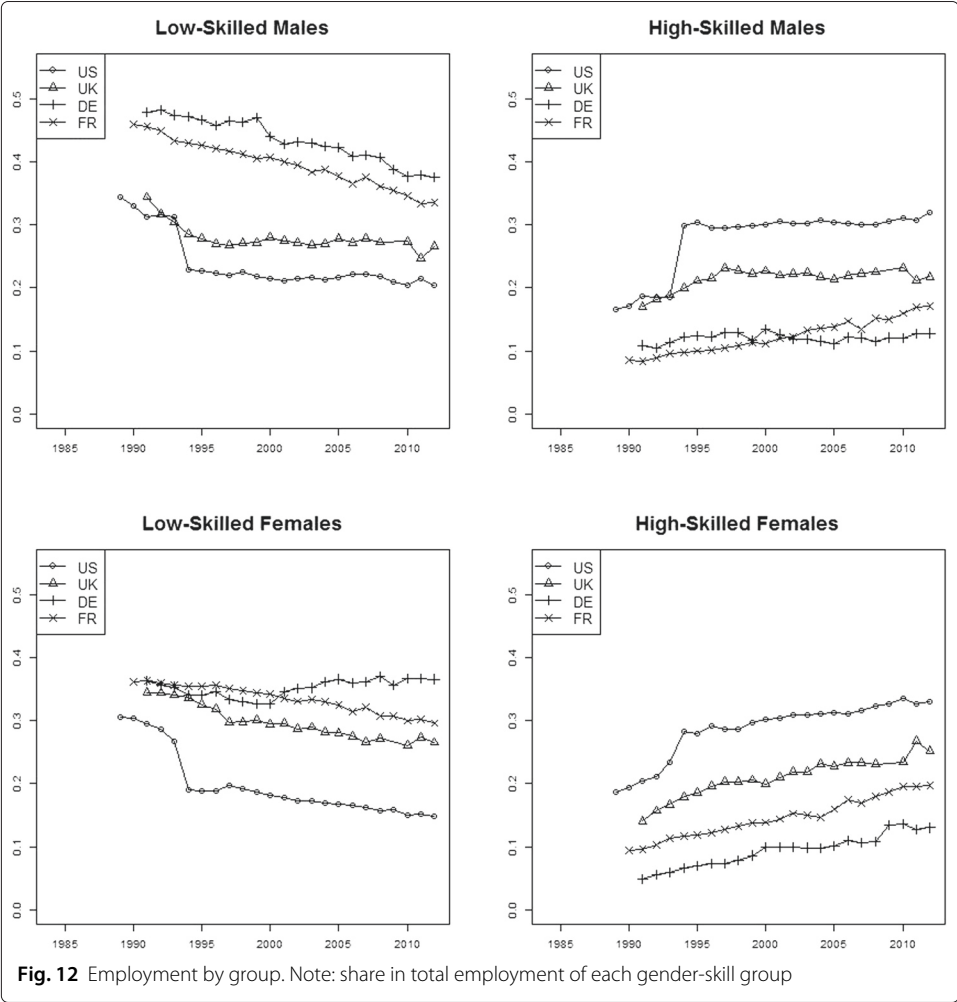 Low-Skilled Males
US
UK
DE
FR
0.5
0.4
0.3
0.2
0.1
0.0
1985 1990 1995 2000 2005 2010
High-Skilled Males
US
UK
DE
FR
0.5
0.4
0.3
0.2
0.1
0.0
1985 1990 1995 2000 2005 2010
Low-Skilled Females
US
UK
DE
FR
0.5
0.4
0.3
0.2
0.1
0.0
1985 1990 1995 2000 2005 2010
High-Skilled Females
US
UK
DE
FR
0.5
0.4
0.3
0.2
0.1
0.0
1985 1990 1995 2000 2005 2010
Fig. 12 Employment by group. Note: share in total employment of each gender-skill group